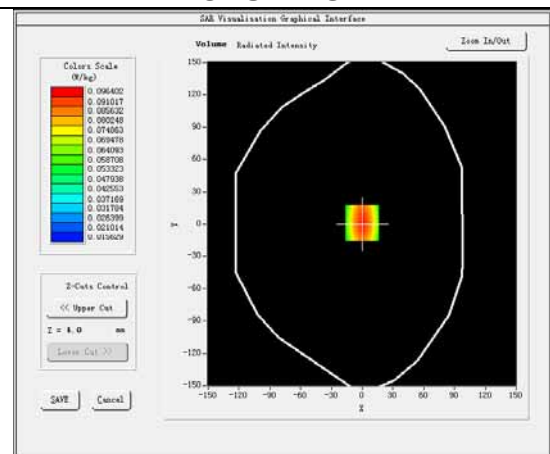 SAR Visualisation Graphical Interface
Volume Radiated Intensity
Zoom In/Out
Colors Scale
(W/kg)
0.096402
0.091017
0.085632
0.080248
0.074863
0.069478
0.064093
0.058708
0.053323
0.047938
0.042553
0.037169
0.031784
0.026399
0.021014
0.015629
Z-Cuts Control
<< Upper Cut
Z = 4.0 mm
Lower Cut >>
SAVE
Cancel
150
120
90
60
30
0
-30
-60
-90
-120
-150
Y
-150 -120 -90 -60 -30 0 30 60 90 120 150
X